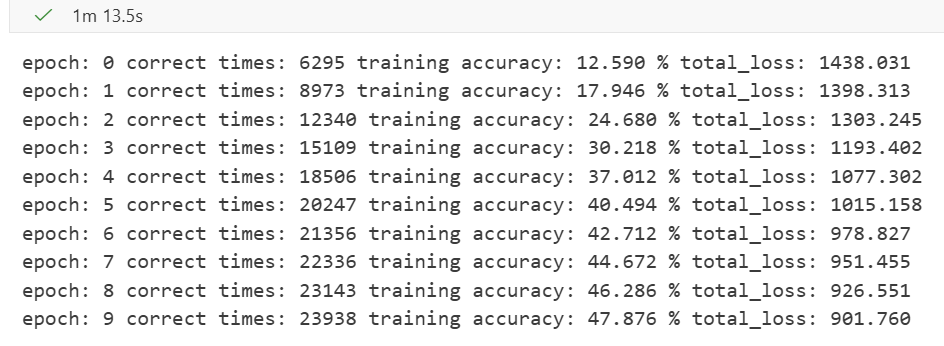 1m 13.5s
epoch: 0 correct times: 6295 training accuracy: 12.590 % total_loss: 1438.031
epoch: 1 correct times: 8973 training accuracy: 17.946 % total_loss: 1398.313
epoch: 2 correct times: 12340 training accuracy: 24.680 % total_loss: 1303.245
epoch: 3 correct times: 15109 training accuracy: 30.218 % total_loss: 1193.402
epoch: 4 correct times: 18506 training accuracy: 37.012 % total_loss: 1077.302
epoch: 5 correct times: 20247 training accuracy: 40.494 % total_loss: 1015.158
epoch: 6 correct times: 21356 training accuracy: 42.712 % total_loss: 978.827
epoch: 7 correct times: 22336 training accuracy: 44.672 % total_loss: 951.455
epoch: 8 correct times: 23143 training accuracy: 46.286 % total_loss: 926.551
epoch: 9 correct times: 23938 training accuracy: 47.876 % total_loss: 901.760